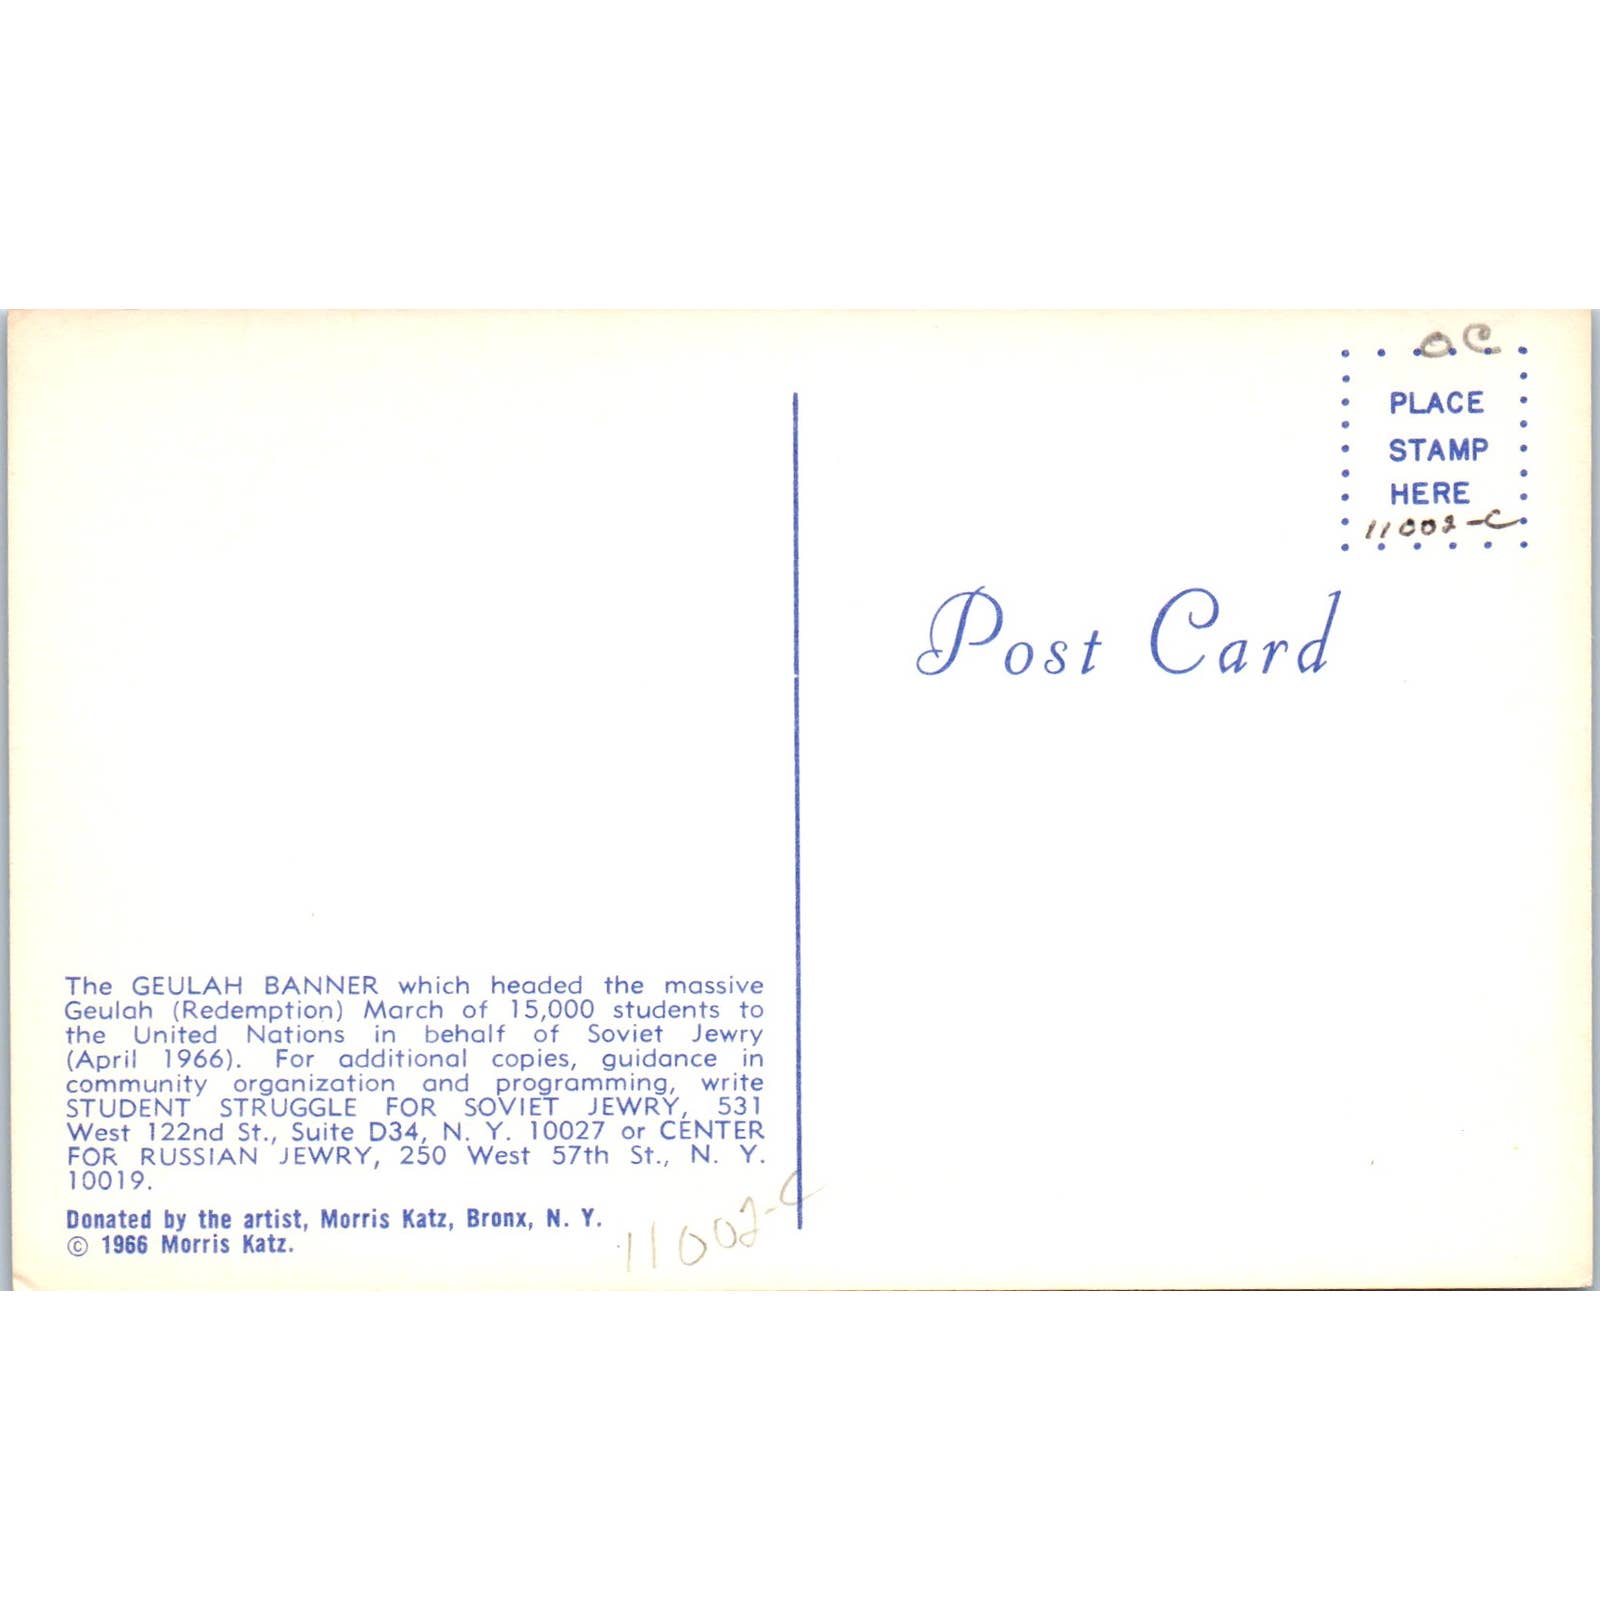 OC
PLACE
STAMP
HERE
11002-C
Post Card
The GEULAH BANNER which headed the massive
Geulah (Redemption) March of 15,000 students to
the United Nations in behalf of Soviet Jewry
(April 1966). For additional copies, guidance in
community organization and programming, write
STUDENT STRUGGLE FOR SOVIET JEWRY, 531
West 122nd St., Suite D34, N. Y. 10027 or CENTER
FOR RUSSIAN JEWRY, 250 West 57th St., N. Y.
10019.
Donated by the artist, Morris Katz, Bronx, N. Y.
© 1966 Morris Katz.
11002-C